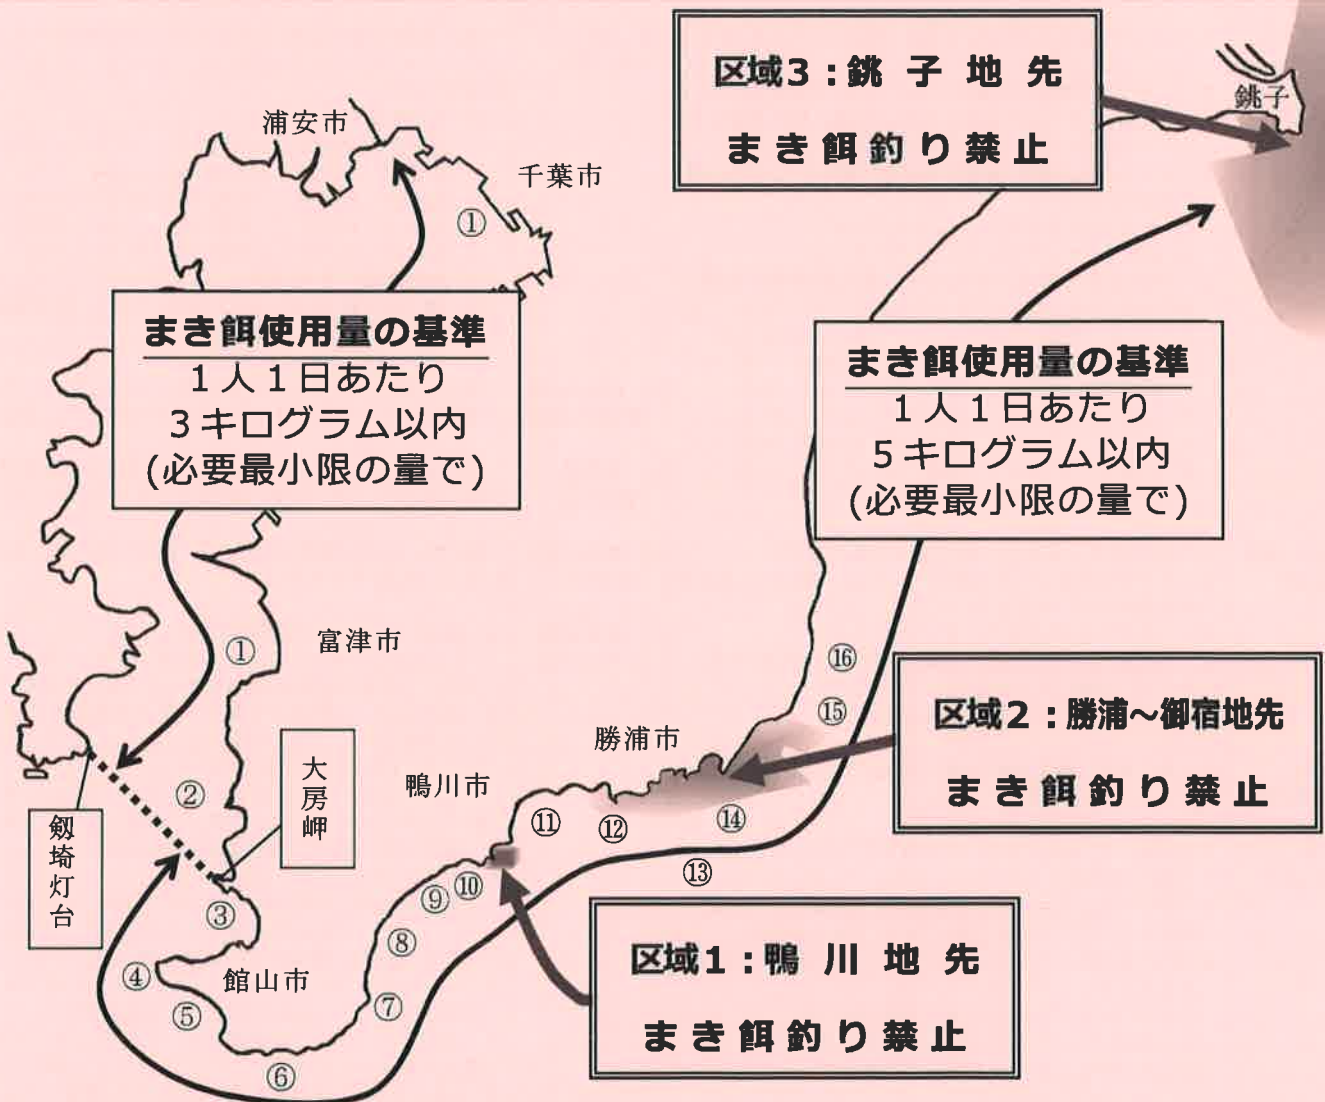 区域3：銚子地先
まき餌釣り禁止
銚子
浦安市
千葉市
①
まき餌使用量の基準
1人1日あたり
3キログラム以内
(必要最小限の量で)
まき餌使用量の基準
1人1日あたり
5キログラム以内
(必要最小限の量で)
①
富津市
⑯
⑮
区域2：勝浦～御宿地先
まき餌釣り禁止
勝浦市
鴨川市
大房岬
②
剱埼灯台
⑪
⑫
⑭
⑬
⑩
⑨
③
⑧
④
館山市
⑤
⑦
⑥
区域1：鴨川地先
まき餌釣り禁止